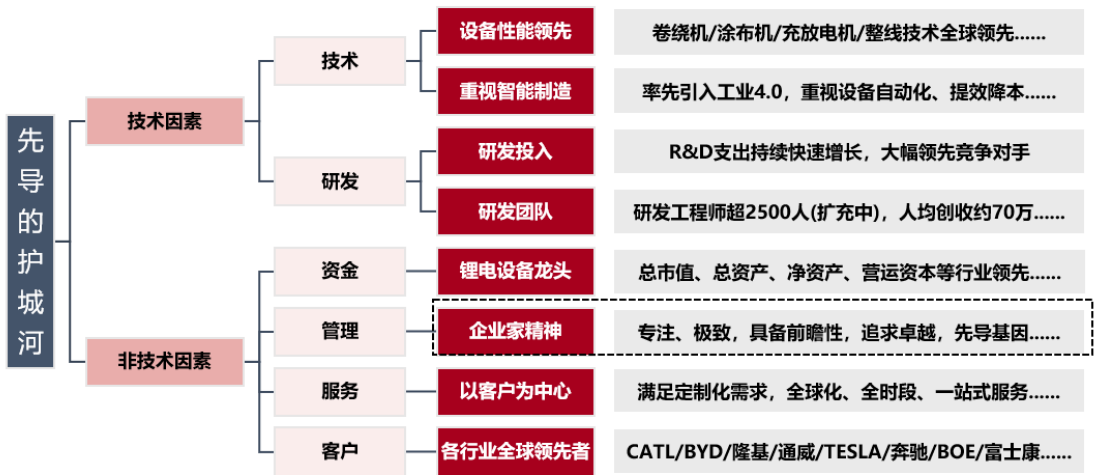 先导的护城河
技术因素
技术
设备性能领先
卷绕机/涂布机/充放电机/整线技术全球领先……
重视智能制造
率先引入工业4.0，重视设备自动化、提效降本……
研发
研发投入
R&D支出持续快速增长，大幅领先竞争对手
研发团队
研发工程师超2500人(扩充中)，人均创收约70万……
非技术因素
资金
锂电设备龙头
总市值、总资产、净资产、营运资本等行业领先……
管理
企业家精神
专注、极致，具备前瞻性，追求卓越，先导基因……
服务
以客户为中心
满足定制化需求，全球化、全时段、一站式服务……
客户
各行业全球领先者
CATL/BYD/隆基/通威/TESLA/奔驰/BOE/富士康……